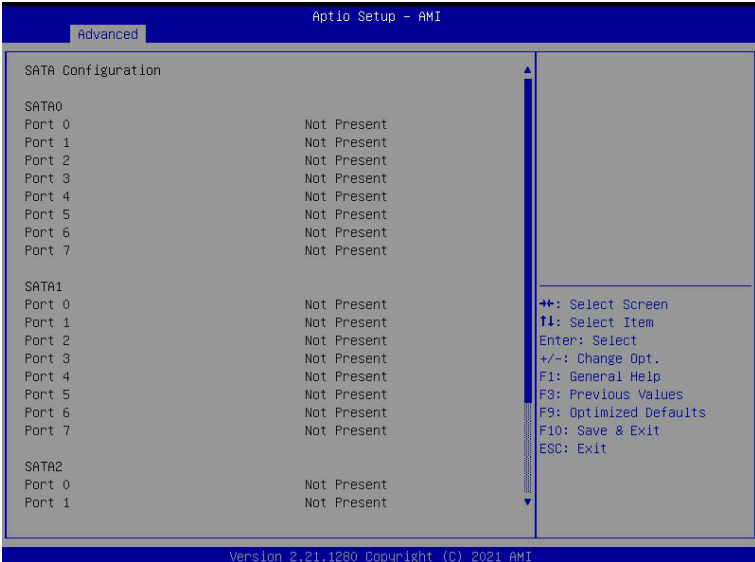 Aptio Setup – AMI
Advanced
SATA Configuration
SATA0
Port 0 Not Present
Port 1 Not Present
Port 2 Not Present
Port 3 Not Present
Port 4 Not Present
Port 5 Not Present
Port 6 Not Present
Port 7 Not Present
SATA1
Port 0 Not Present
Port 1 Not Present
Port 2 Not Present
Port 3 Not Present
Port 4 Not Present
Port 5 Not Present
Port 6 Not Present
Port 7 Not Present
SATA2
Port 0 Not Present
Port 1 Not Present
→←: Select Screen
↑↓: Select Item
Enter: Select
+/-: Change Opt.
F1: General Help
F3: Previous Values
F9: Optimized Defaults
F10: Save & Exit
ESC: Exit
Version 2.21.1280 Copyright (C) 2021 AMI